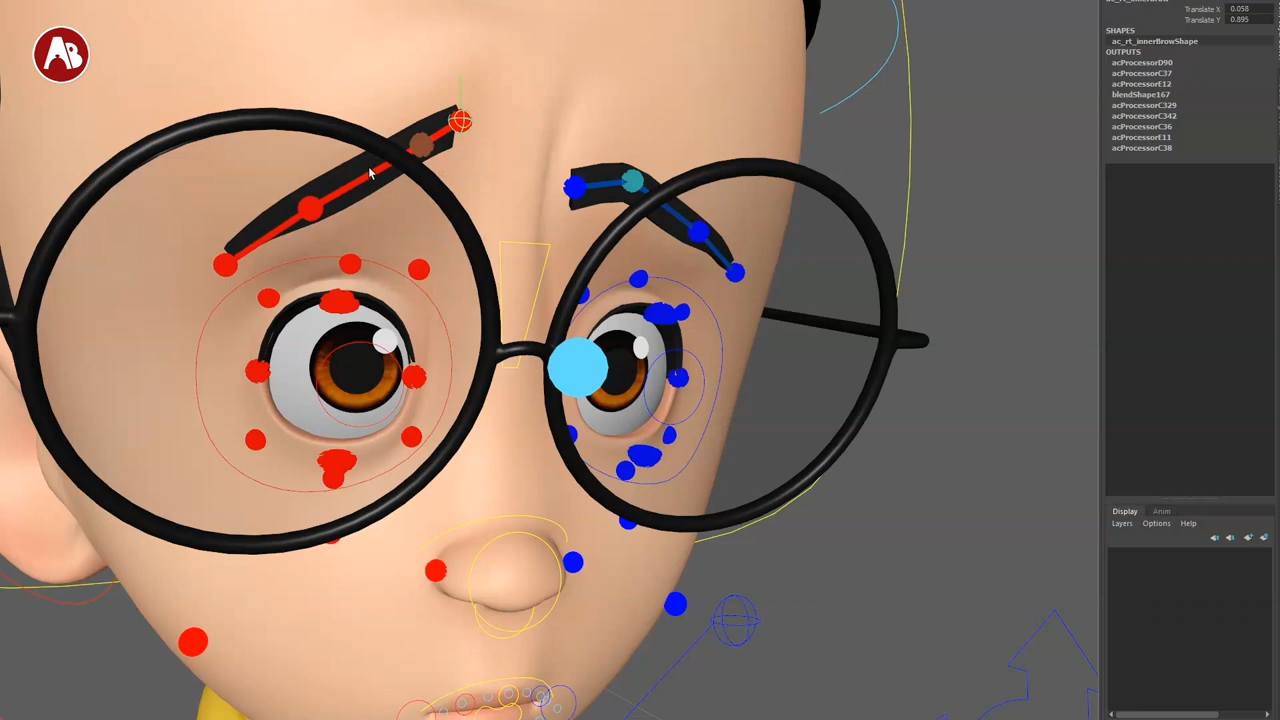 AB
Translate X 0.058
Translate Y 0.895
SHAPES
ac_rt_innerBrowShape
OUTPUTS
acProcessorD90
acProcessorC37
acProcessorE12
blendShape167
acProcessorC329
acProcessorC342
acProcessorC36
acProcessorE11
acProcessorC38
Display Anim
Layers Options Help